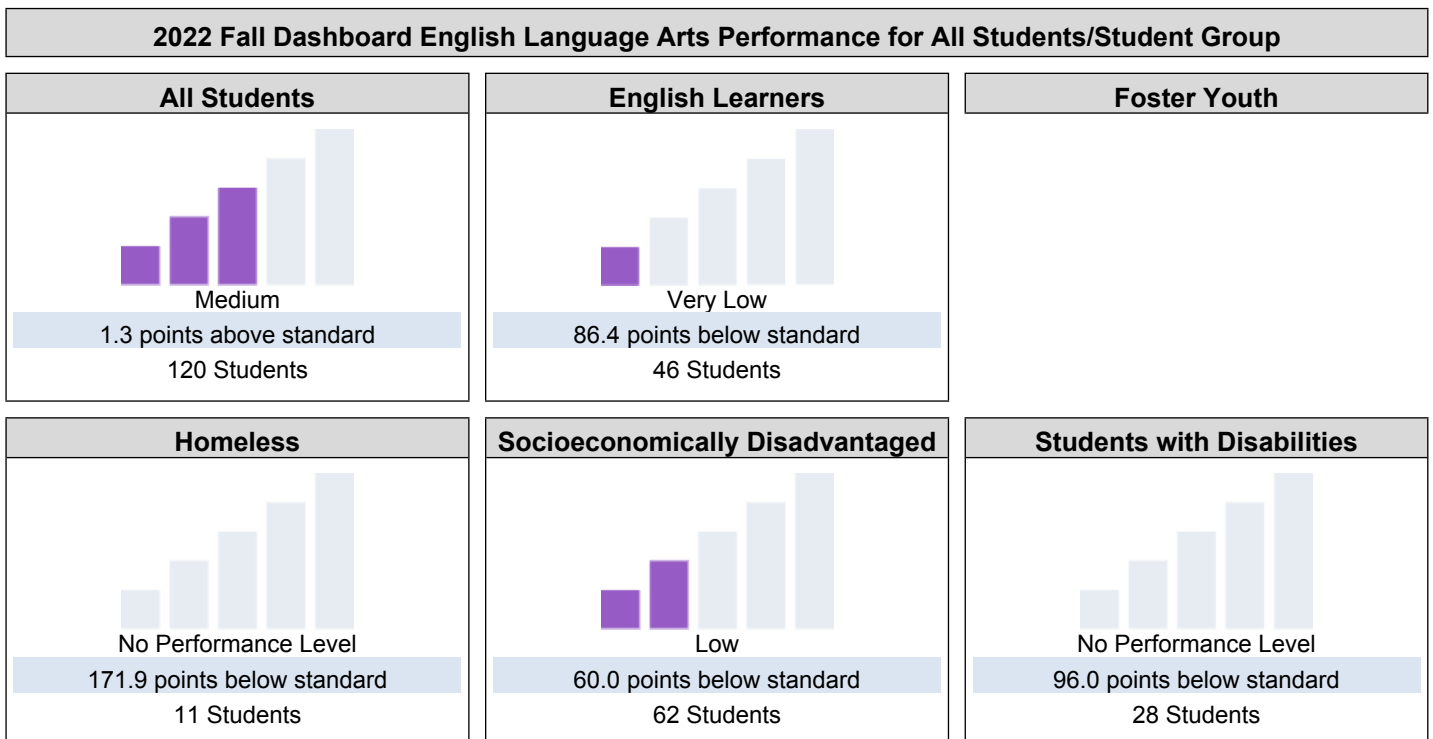 2022 Fall Dashboard English Language Arts Performance for All Students/Student Group
All Students
Medium
1.3 points above standard
120 Students
English Learners
Very Low
86.4 points below standard
46 Students
Foster Youth
Homeless
No Performance Level
171.9 points below standard
11 Students
Socioeconomically Disadvantaged
Low
60.0 points below standard
62 Students
Students with Disabilities
No Performance Level
96.0 points below standard
28 Students